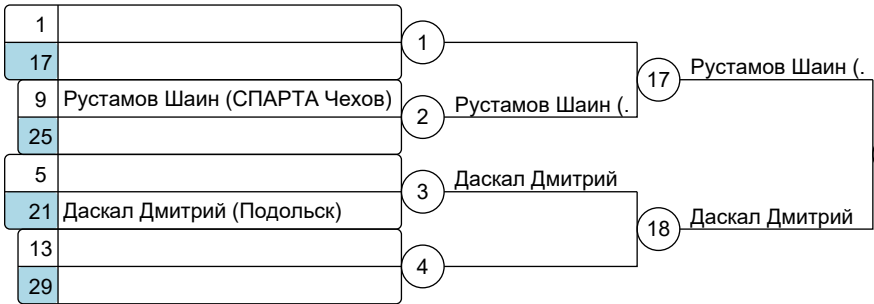 1
1
17
17
Рустамов Шаин (.
9 Рустамов Шаин (СПАРТА Чехов)
2
Рустамов Шаин (.
25
5
3
Даскал Дмитрий
21 Даскал Дмитрий (Подольск)
18
Даскал Дмитрий
13
4
29